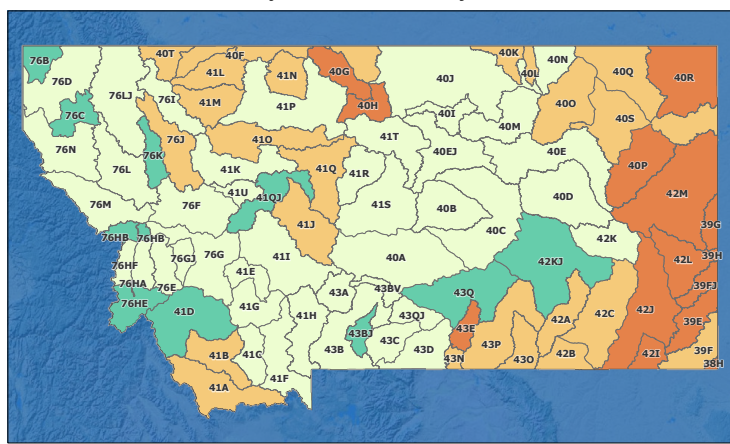 76B
40T
40F
40K
40N
41L
41N
40G
40L
40Q
40R
76D
76LJ
76I
41M
40J
41P
40H
40O
76C
40I
40M
40S
76J
41O
41T
76N
76K
40EJ
40E
40P
76L
41K
41Q
41R
42M
41U
41QJ
40D
76M
76F
41S
40B
41J
39G
76HB
76HB
40C
42K
76GJ
76G
41I
40A
39H
76HF
42KJ
42L
41E
76HA
76E
43A
43BV
43Q
39FJ
76HE
41D
41G
41H
43QJ
42J
42C
42A
39E
43BJ
43E
43C
43P
41B
41C
43B
43D
43N
43O
42B
42I
39F
38H
41F
41A